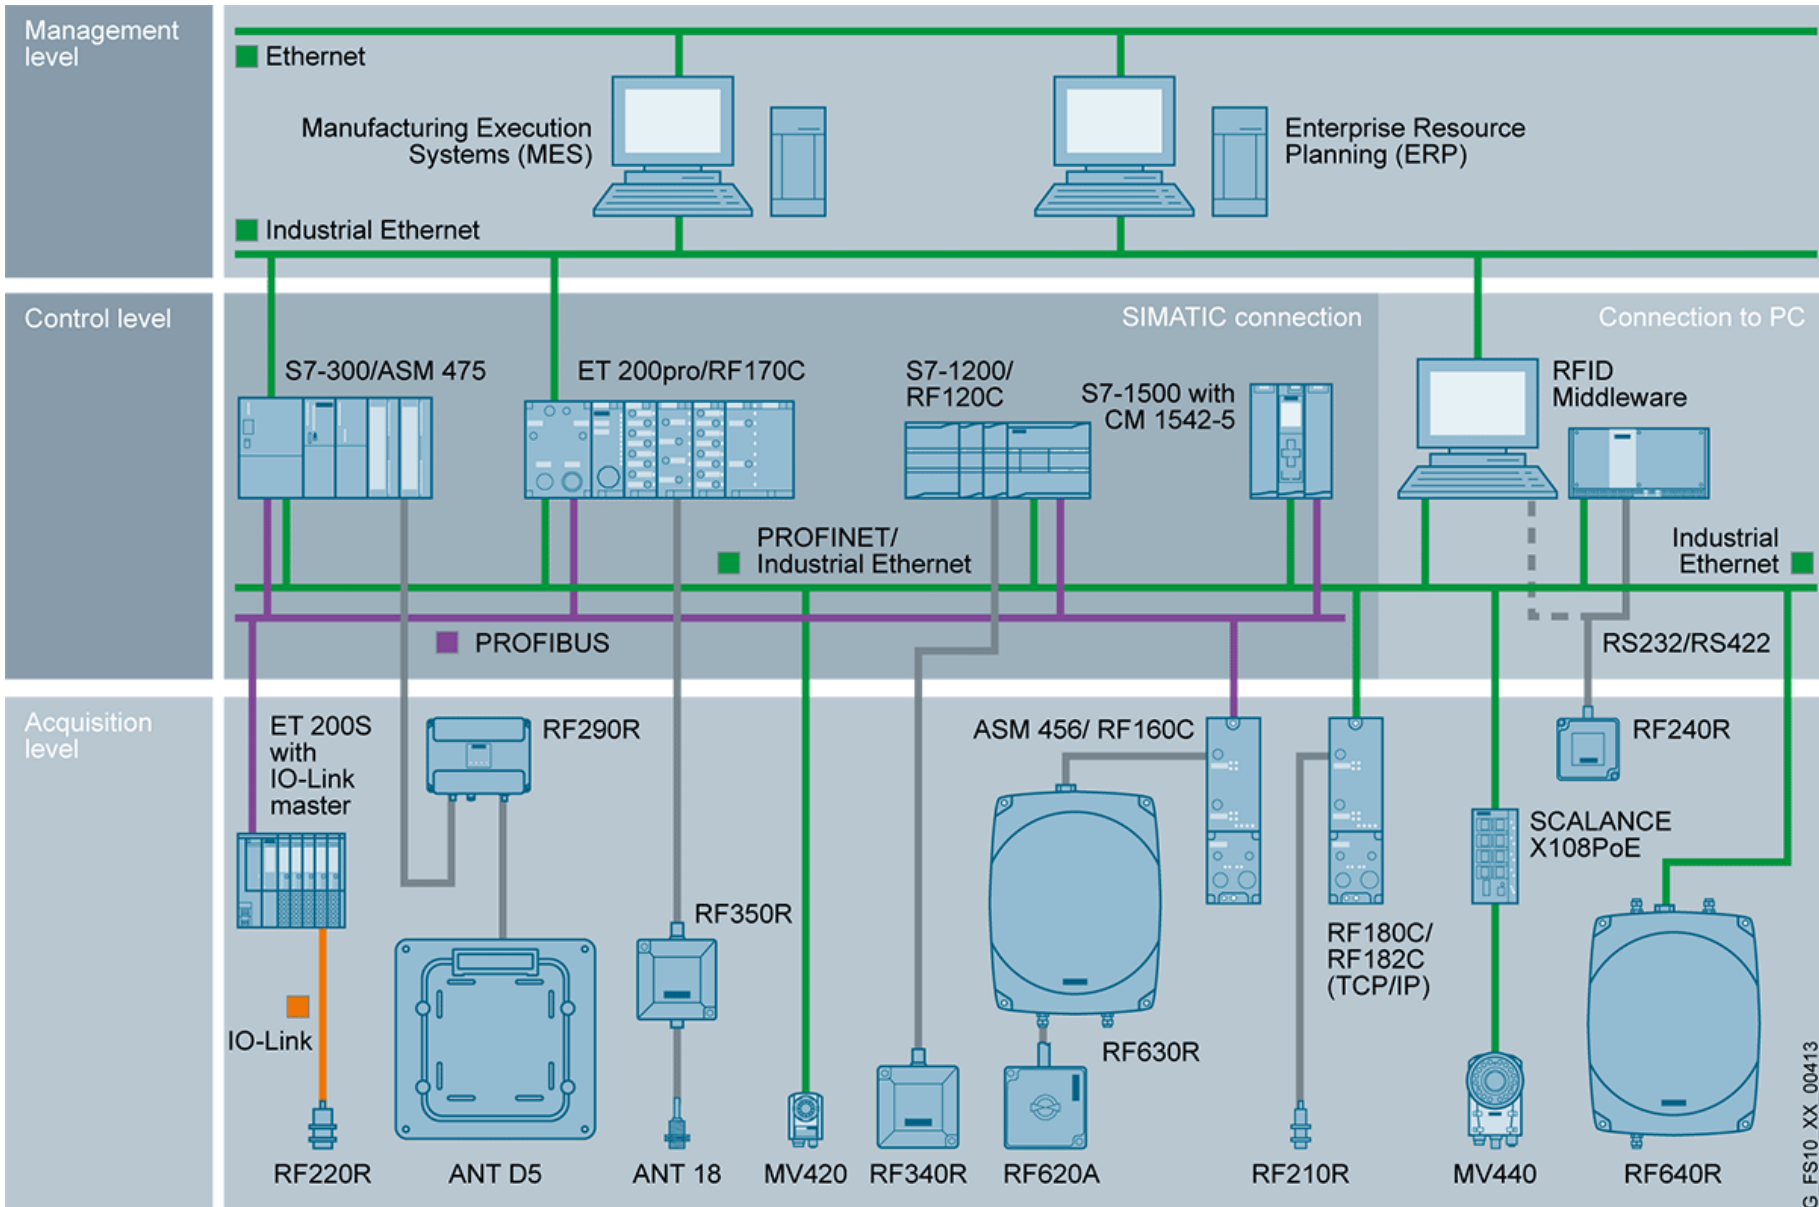 Management
level
Ethernet
Manufacturing Execution
Systems (MES)
Enterprise Resource
Planning (ERP)
Industrial Ethernet
Control level
SIMATIC connection
Connection to PC
S7-300/ASM 475
ET 200pro/RF170C
S7-1200/
RF120C
S7-1500 with
CM 1542-5
RFID
Middleware
PROFINET/
Industrial Ethernet
Industrial
Ethernet
PROFIBUS
RS232/RS422
Acquisition
level
ET 200S
with
IO-Link
master
RF290R
ASM 456/ RF160C
RF240R
SCALANCE
X108PoE
RF350R
RF180C/
RF182C
(TCP/IP)
IO-Link
RF630R
RF220R
ANT D5
ANT 18
MV420
RF340R
RF620A
RF210R
MV440
RF640R
G_FS10_XX_00413